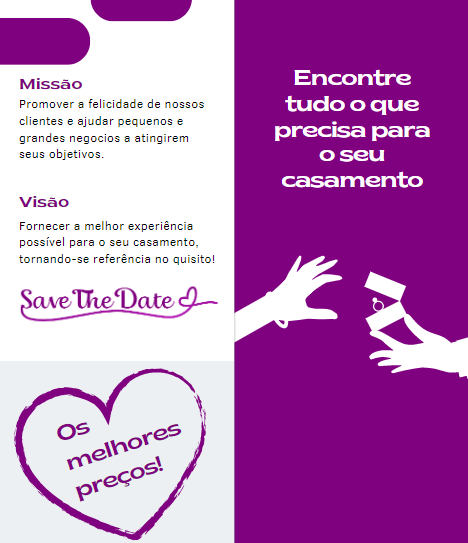 Missão
Promover a felicidade de nossos
clientes e ajudar pequenos e
grandes negocios a atingirem
seus objetivos.
Visão
Fornecer a melhor experiência
possível para o seu casamento,
tornando-se referência no quisito!
Save The Date
Os
melhores
preços!
Encontre
tudo o que
precisa para
o seu
casamento